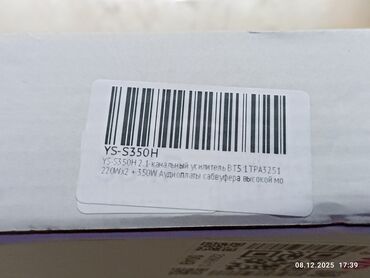 YS-S350H
YS-S350H 2.1-канальный усилитель BT5.1 TPA3251
220Wx2 + 350W Аудиоплаты сабвуфера высокой мо
08.12.2025 17:39